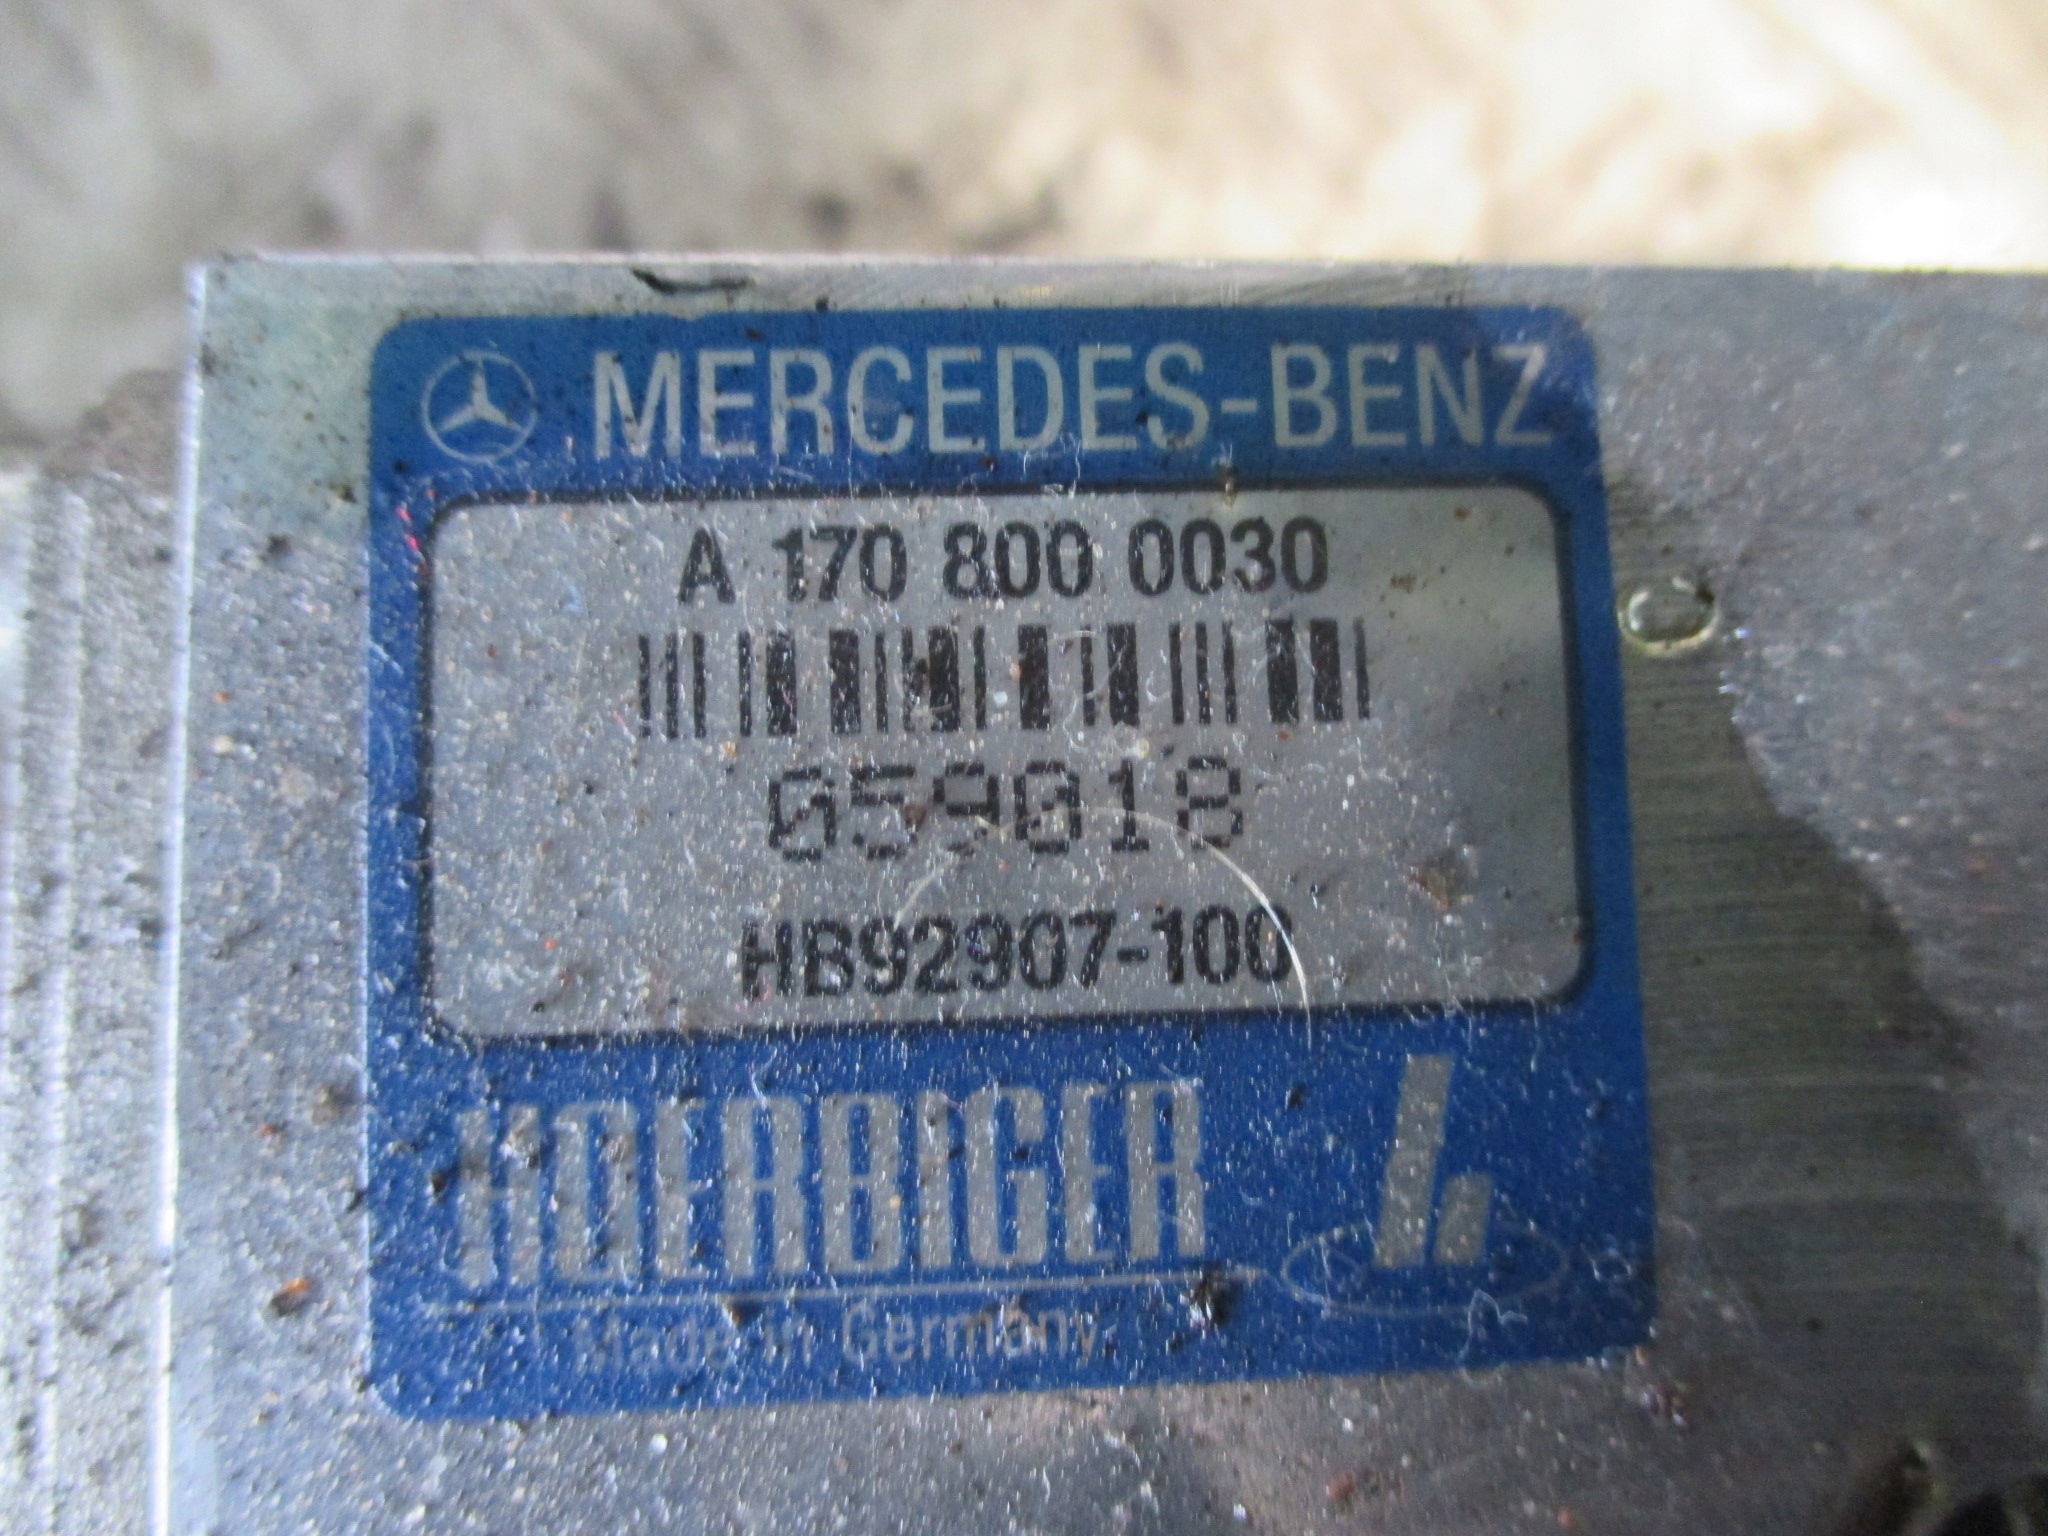 MERCEDES-BENZ
A 170 800 0030
059018
HB92907-100
HOERBIGER
Made in Germany